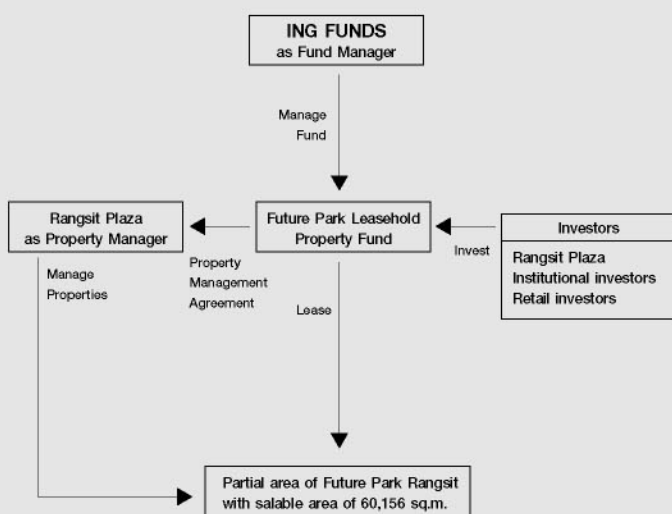 ING FUNDS
as Fund Manager
Manage
Fund
Rangsit Plaza
as Property Manager
Future Park Leasehold
Property Fund
Investors
Rangsit Plaza
Institutional investors
Retail investors
Invest
Property
Management
Agreement
Manage
Properties
Lease
Partial area of Future Park Rangsit
with salable area of 60,156 sq.m.